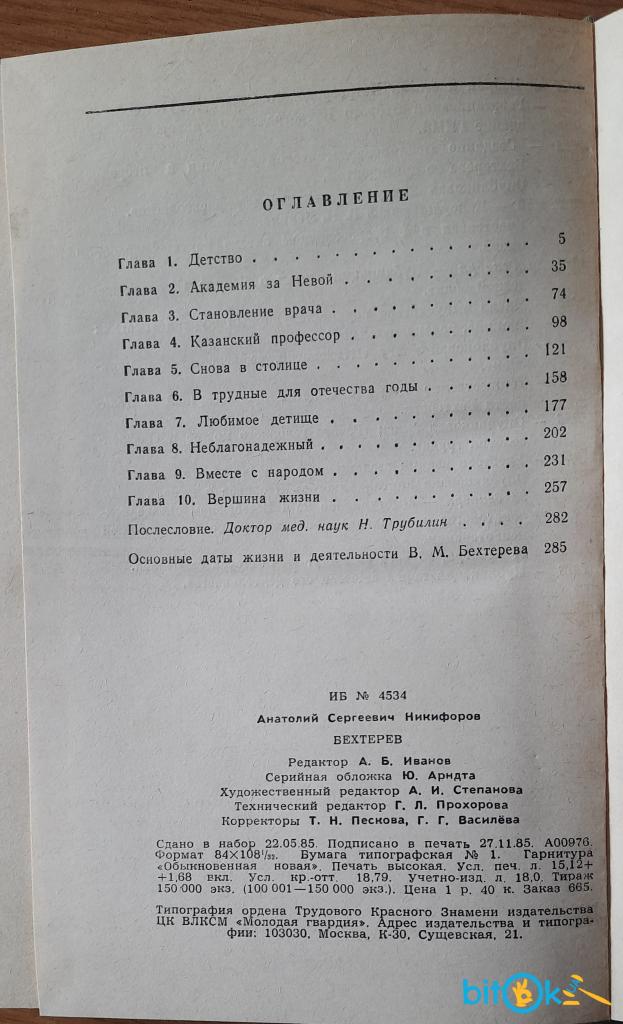 ОГЛАВЛЕНИЕ
Глава 1. Детство . . . . . . . . . . . . . . . 5
Глава 2. Академия за Невой . . . . . . . . . . 35
Глава 3. Становление врача . . . . . . . . . . 74
Глава 4. Казанский профессор . . . . . . . . . 98
Глава 5. Снова в столице . . . . . . . . . . . 121
Глава 6. В трудные для отечества годы . . . . . 158
Глава 7. Любимое детище . . . . . . . . . . . 177
Глава 8. Неблагонадежный . . . . . . . . . . . 202
Глава 9. Вместе с народом . . . . . . . . . . 231
Глава 10. Вершина жизни . . . . . . . . . . 257
Послесловие. Доктор мед. наук Н. Трубилин . . . . 282
Основные даты жизни и деятельности В. М. Бехтерева 285
ИБ № 4534
Анатолий Сергеевич Никифоров
БЕХТЕРЕВ
Редактор А. Б. Иванов
Серийная обложка Ю. Арндта
Художественный редактор А. И. Степанова
Технический редактор Г. Л. Прохорова
Корректоры Т. Н. Пескова, Г. Г. Василёва
Сдано в набор 22.05.85. Подписано в печать 27.11.85. А00976.
Формат 84×108¹/₃₂. Бумага типографская № 1. Гарнитура
«Обыкновенная новая». Печать высокая. Усл. печ. л. 15,12+
+1,68 вкл. Усл. кр.-отт. 18,79. Учетно-изд. л. 18,0. Тираж
150 000 экз. (100 001—150 000 экз.). Цена 1 р. 40 к. Заказ 665.
Типография ордена Трудового Красного Знамени издательства
ЦК ВЛКСМ «Молодая гвардия». Адрес издательства и типогра-
фии: 103030, Москва, К-30, Сущевская, 21.
bitok